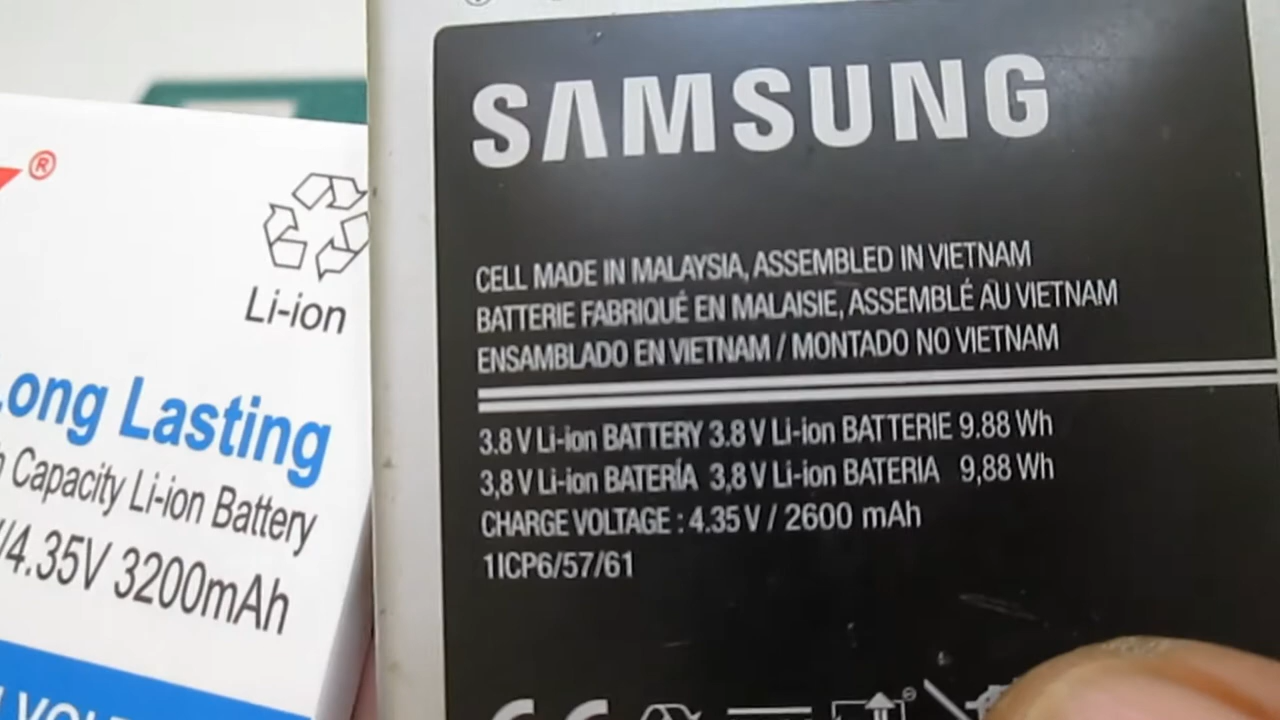 ®
Li-ion
ong Lasting
Capacity Li-ion Battery
/4.35V 3200mAh
SAMSUNG
CELL MADE IN MALAYSIA, ASSEMBLED IN VIETNAM
BATTERIE FABRIQUÉ EN MALAISIE, ASSEMBLÉ AU VIETNAM
ENSAMBLADO EN VIETNAM / MONTADO NO VIETNAM
3.8 V Li-ion BATTERY 3.8 V Li-ion BATTERIE 9.88 Wh
3,8 V Li-ion BATERÍA 3,8 V Li-ion BATERIA 9,88 Wh
CHARGE VOLTAGE : 4.35 V / 2600 mAh
1ICP6/57/61